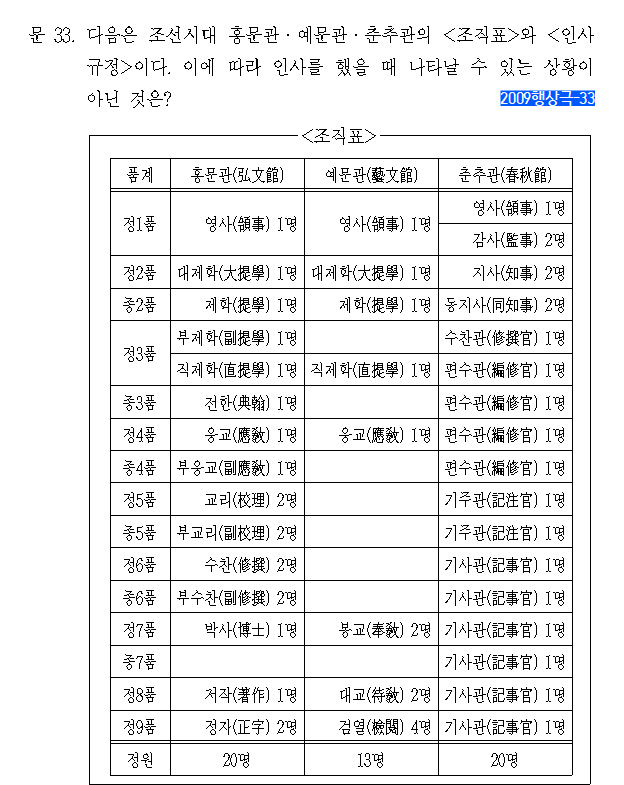 문 33. 다음은 조선시대 홍문관·예문관·춘추관의 <조직표>와 <인사
규정>이다. 이에 따라 인사를 했을 때 나타날 수 있는 상황이
아닌 것은? 2009행상극-33
<조직표>
품계 홍문관(弘文館) 예문관(藝文館) 춘추관(春秋館)
정1품 영사(領事) 1명 영사(領事) 1명 영사(領事) 1명
감사(監事) 2명
정2품 대제학(大提學) 1명 대제학(大提學) 1명 지사(知事) 2명
종2품 제학(提學) 1명 제학(提學) 1명 동지사(同知事) 2명
정3품 부제학(副提學) 1명 수찬관(修撰官) 1명
직제학(直提學) 1명 직제학(直提學) 1명 편수관(編修官) 1명
종3품 전한(典翰) 1명 편수관(編修官) 1명
정4품 응교(應敎) 1명 응교(應敎) 1명 편수관(編修官) 1명
종4품 부응교(副應敎) 1명 편수관(編修官) 1명
정5품 교리(校理) 2명 기주관(記注官) 1명
종5품 부교리(副校理) 2명 기주관(記注官) 1명
정6품 수찬(修撰) 2명 기사관(記事官) 1명
종6품 부수찬(副修撰) 2명 기사관(記事官) 1명
정7품 박사(博士) 1명 봉교(奉敎) 2명 기사관(記事官) 1명
종7품 기사관(記事官) 1명
정8품 저작(著作) 1명 대교(待敎) 2명 기사관(記事官) 1명
정9품 정자(正字) 2명 검열(檢閱) 4명 기사관(記事官) 1명
정원 20명 13명 20명